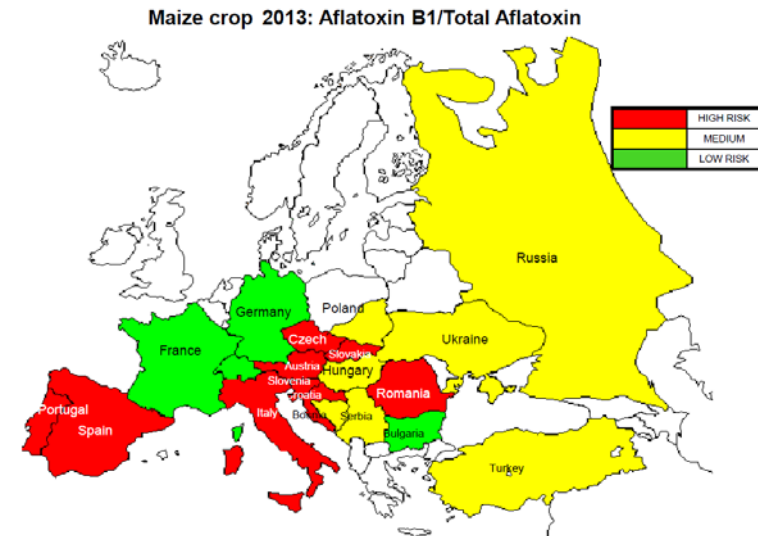 Maize crop 2013: Aflatoxin B1/Total Aflatoxin
HIGH RISK
MEDIUM
LOW RISK
Russia
Poland
Germany
Ukraine
Czech
France
Slovakia
Austria
Hungary
Slovenia
Romania
Croatia
Portugal
Italy
Bosnia
Serbia
Spain
Bulgaria
Turkey